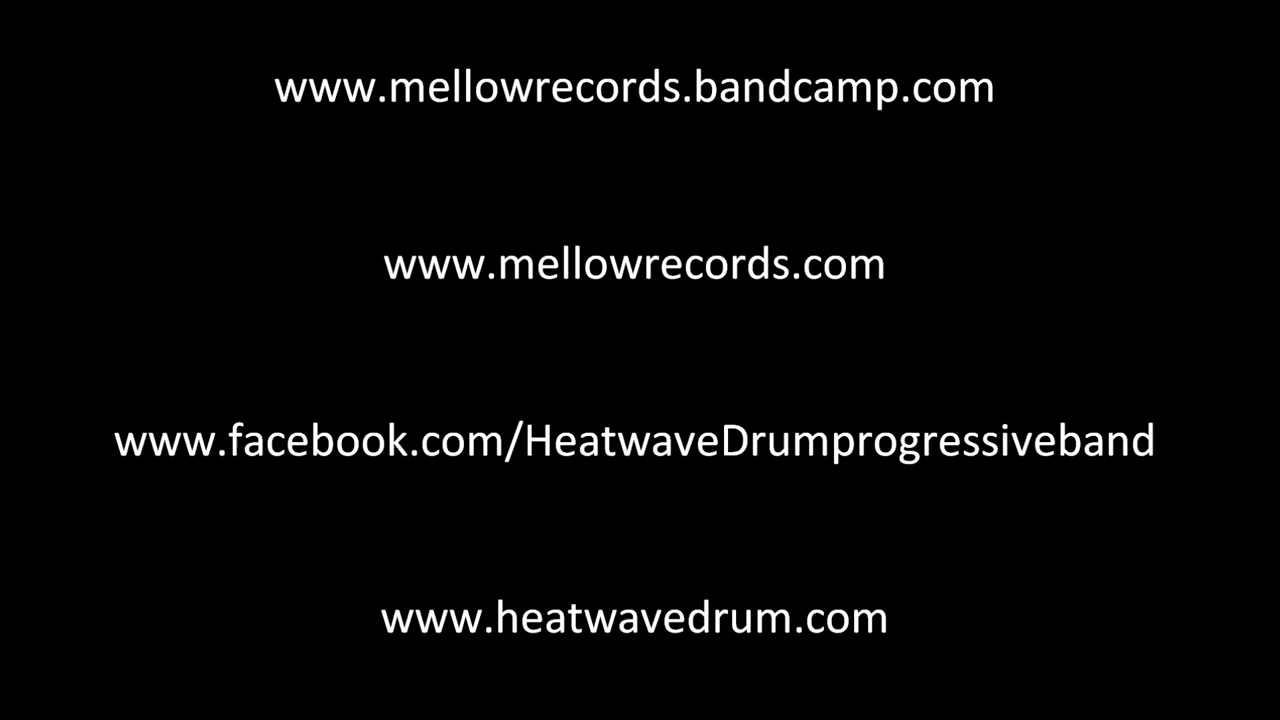 www.mellowrecords.bandcamp.com
www.mellowrecords.com
www.facebook.com/HeatwaveDrumprogressiveband
www.heatwavedrum.com